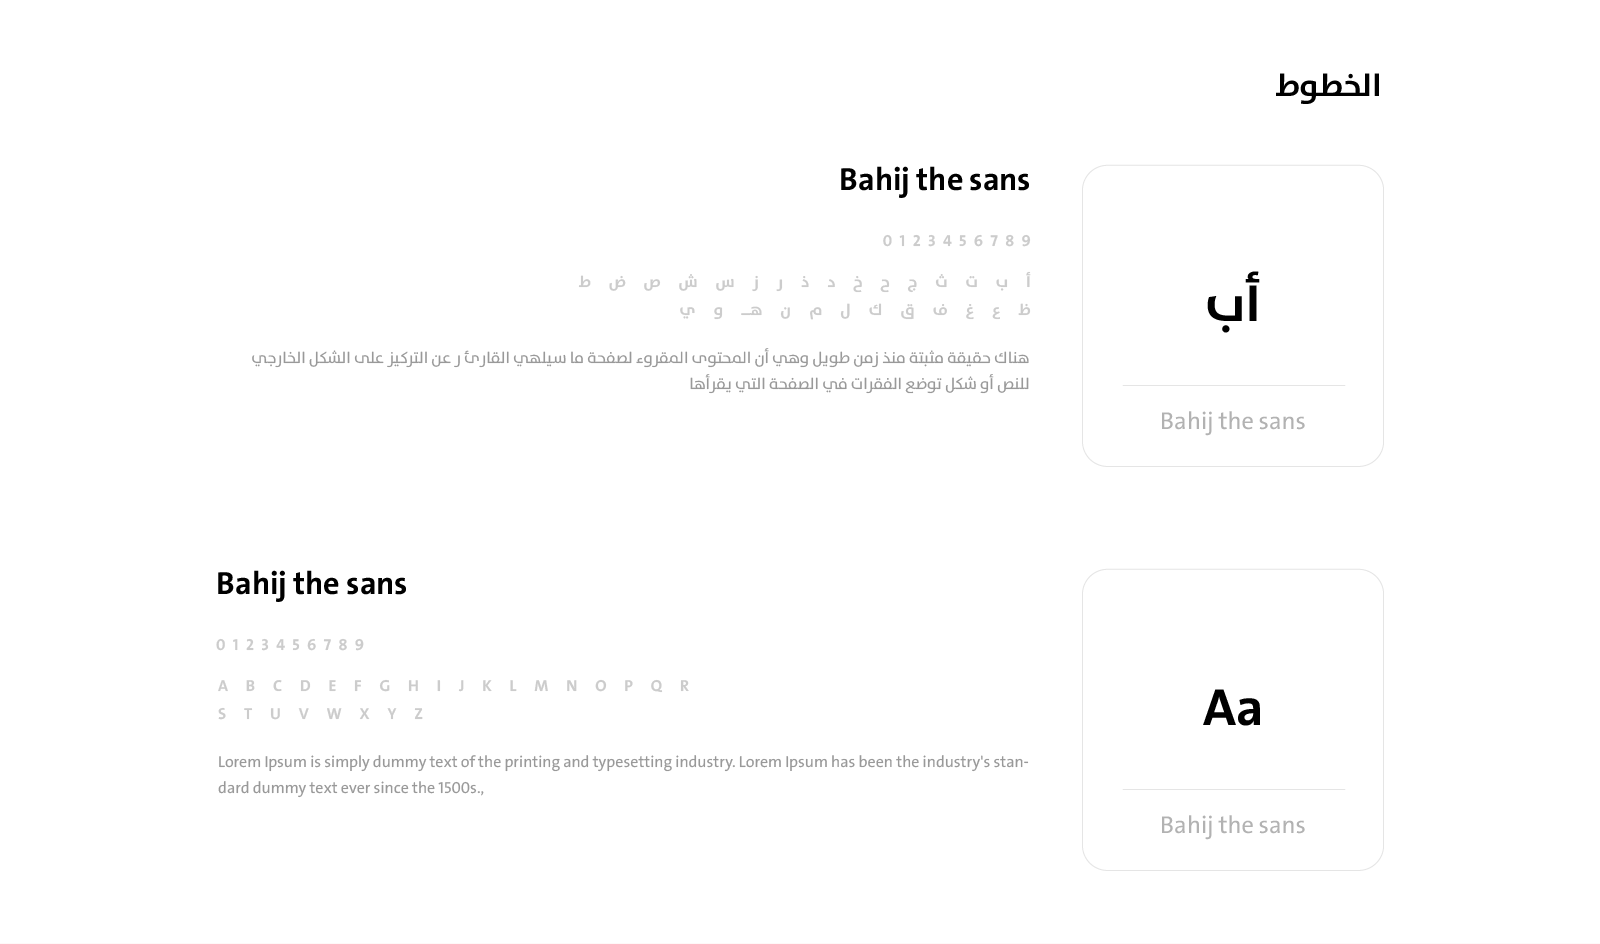 الخطوط
أب
Bahij the sans
Bahij the sans
0 1 2 3 4 5 6 7 8 9
أ ب ت ث ج ح خ د ذ ر ز س ش ص ض ط
ظ ع غ ف ق ك ل م ن هـ و ي
هناك حقيقة مثبتة منذ زمن طويل وهي أن المحتوى المقروء لصفحة ما سيلهي القارئ ر عن التركيز على الشكل الخارجي
للنص أو شكل توضع الفقرات في الصفحة التي يقرأها
Bahij the sans
0 1 2 3 4 5 6 7 8 9
A B C D E F G H I J K L M N O P Q R
S T U V W X Y Z
Lorem Ipsum is simply dummy text of the printing and typesetting industry. Lorem Ipsum has been the industry's stan-
dard dummy text ever since the 1500s.,
Aa
Bahij the sans